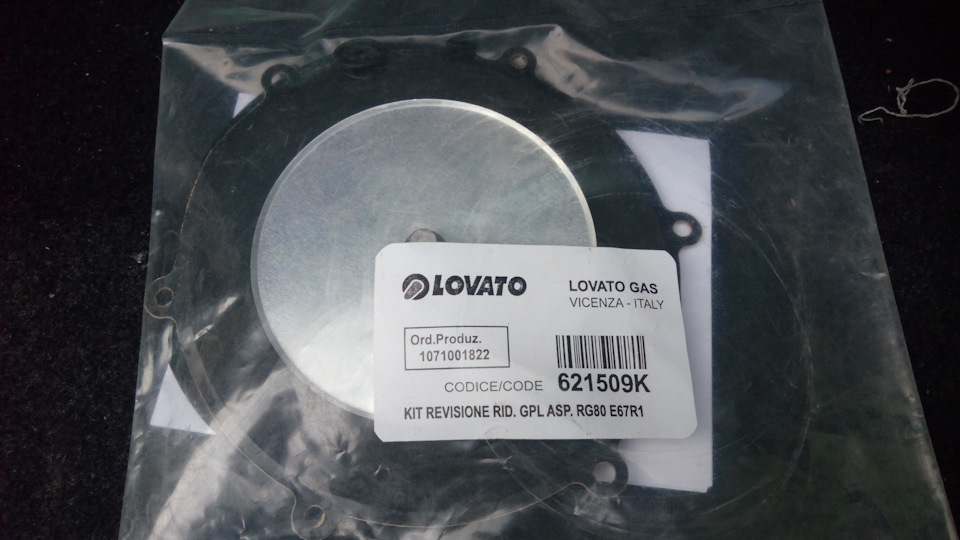 LOVATO
LOVATO GAS
VICENZA - ITALY
Ord.Produz.
1071001822
CODICE/CODE 621509K
KIT REVISIONE RID. GPL ASP. RG80 E67R1